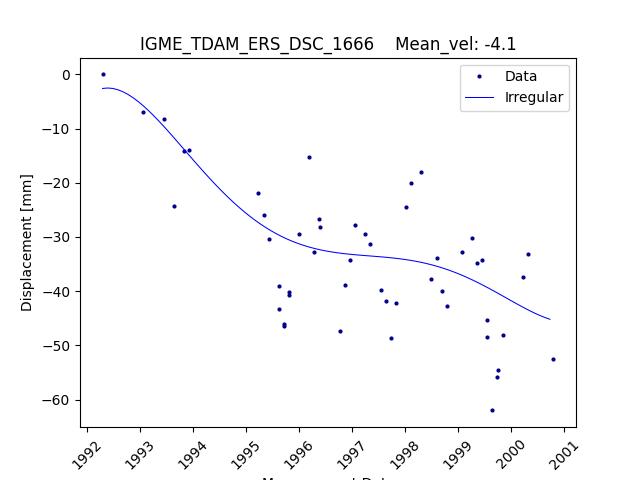 IGME_TDAM_ERS_DSC_1666    Mean_vel: -4.1
Data
Irregular
Displacement [mm]
0
−10
−20
−30
−40
−50
−60
1992 1993 1994 1995 1996 1997 1998 1999 2000 2001